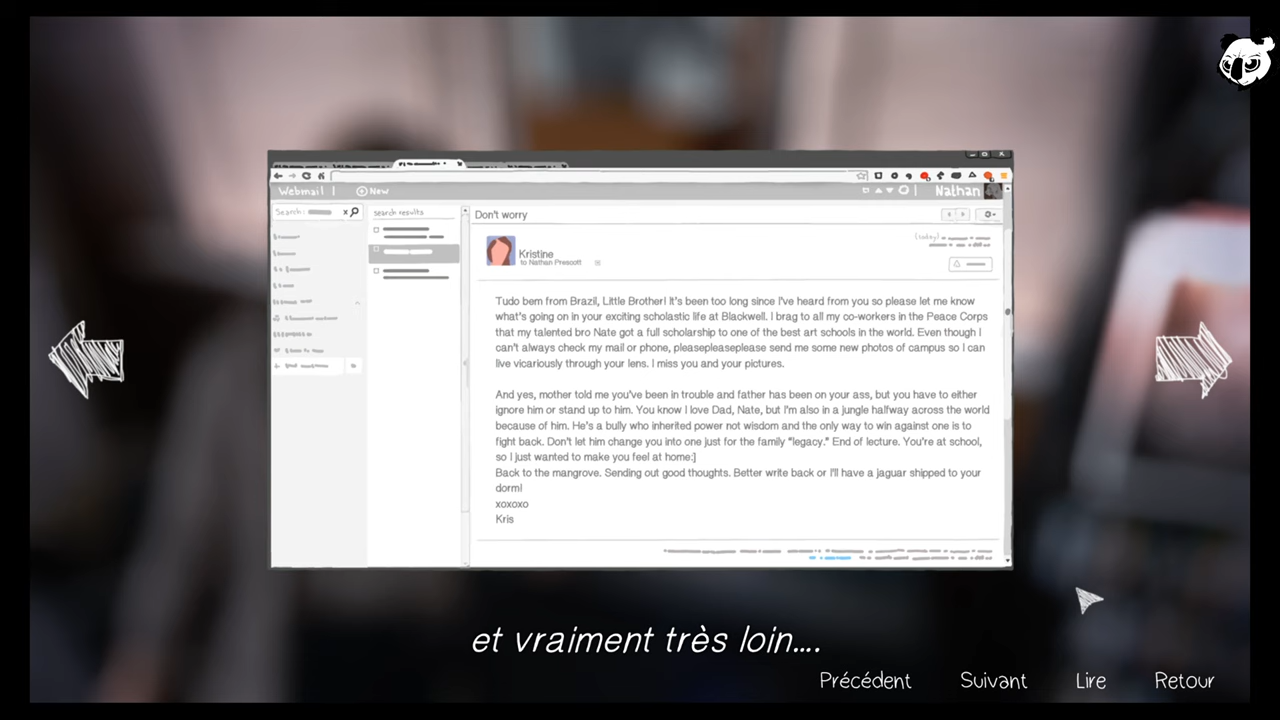 Webmail | New
Nathan
Search:
search results
Don't worry
Kristine
to Nathan Prescott
(today)
Tudo bem from Brazil, Little Brother! It's been too long since I've heard from you so please let me know
what's going on in your exciting scholastic life at Blackwell. I brag to all my co-workers in the Peace Corps
that my talented bro Nate got a full scholarship to one of the best art schools in the world. Even though I
can't always check my mail or phone, pleasepleaseplease send me some new photos of campus so I can
live vicariously through your lens. I miss you and your pictures.
And yes, mother told me you've been in trouble and father has been on your ass, but you have to either
ignore him or stand up to him. You know I love Dad, Nate, but I'm also in a jungle halfway across the world
because of him. He's a bully who inherited power not wisdom and the only way to win against one is to
fight back. Don't let him change you into one just for the family “legacy.” End of lecture. You're at school,
so I just wanted to make you feel at home:]
Back to the mangrove. Sending out good thoughts. Better write back or I'll have a jaguar shipped to your
dorm!
xoxoxo
Kris
et vraiment très loin....
Précédent
Suivant
Lire
Retour